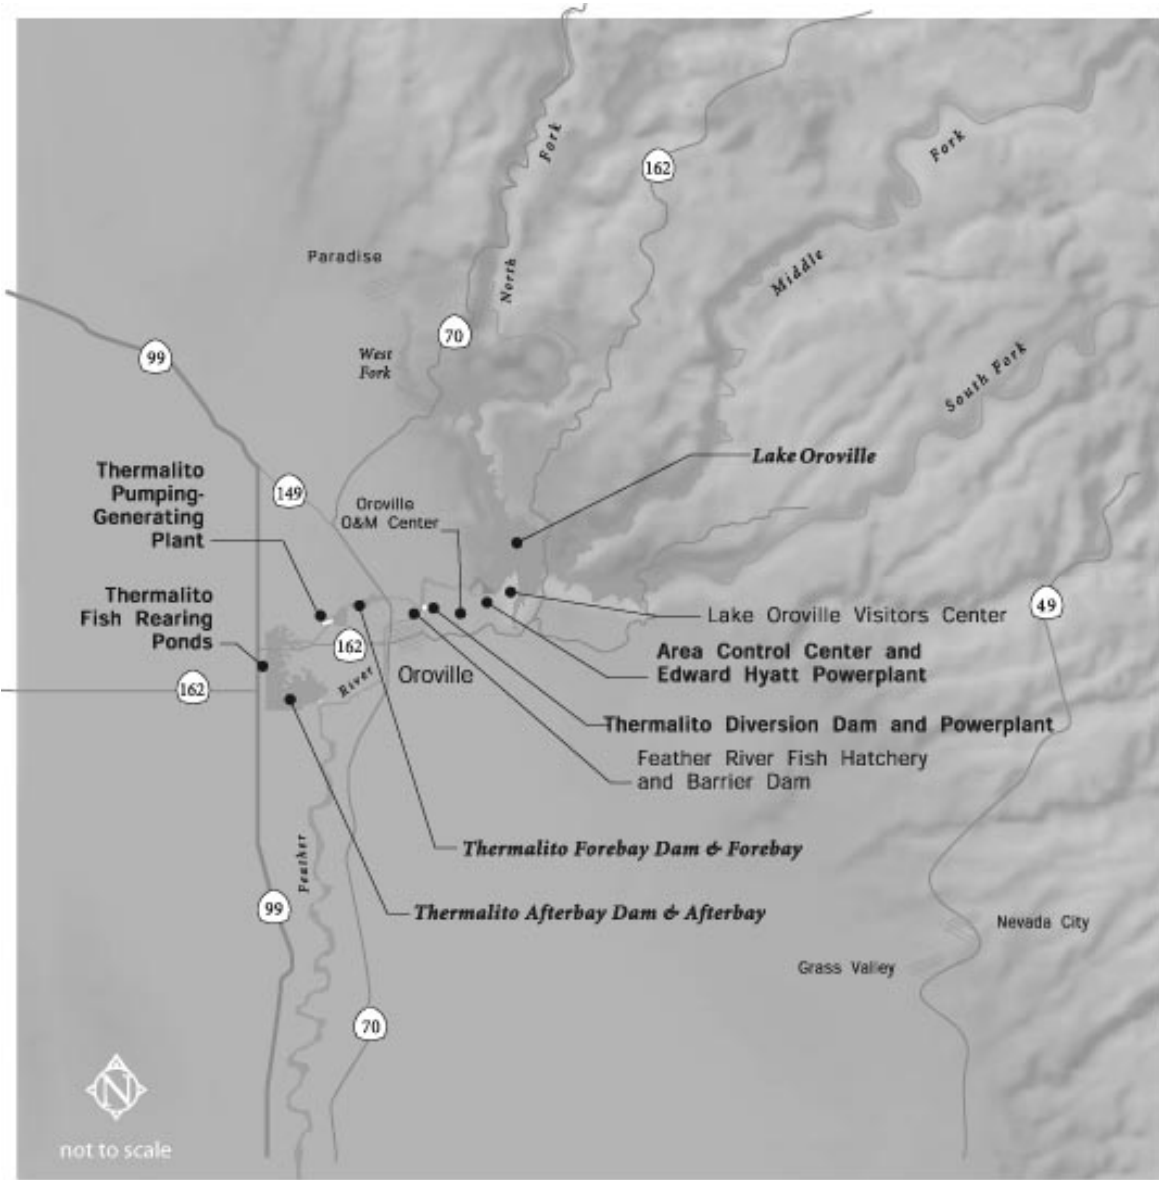 Fork
162
Fork
Paradise
North
Middle
99
70
West
Fork
South Fork
Lake Oroville
Thermalito
Pumping-
Generating
Plant
149
Oroville
O&M Center
Thermalito
Fish Rearing
Ponds
49
Lake Oroville Visitors Center
162
Area Control Center and
Edward Hyatt Powerplant
162
River
Oroville
Thermalito Diversion Dam and Powerplant
Feather River Fish Hatchery
and Barrier Dam
Feather
Thermalito Forebay Dam & Forebay
99
Thermalito Afterbay Dam & Afterbay
Nevada City
Grass Valley
70
N
not to scale